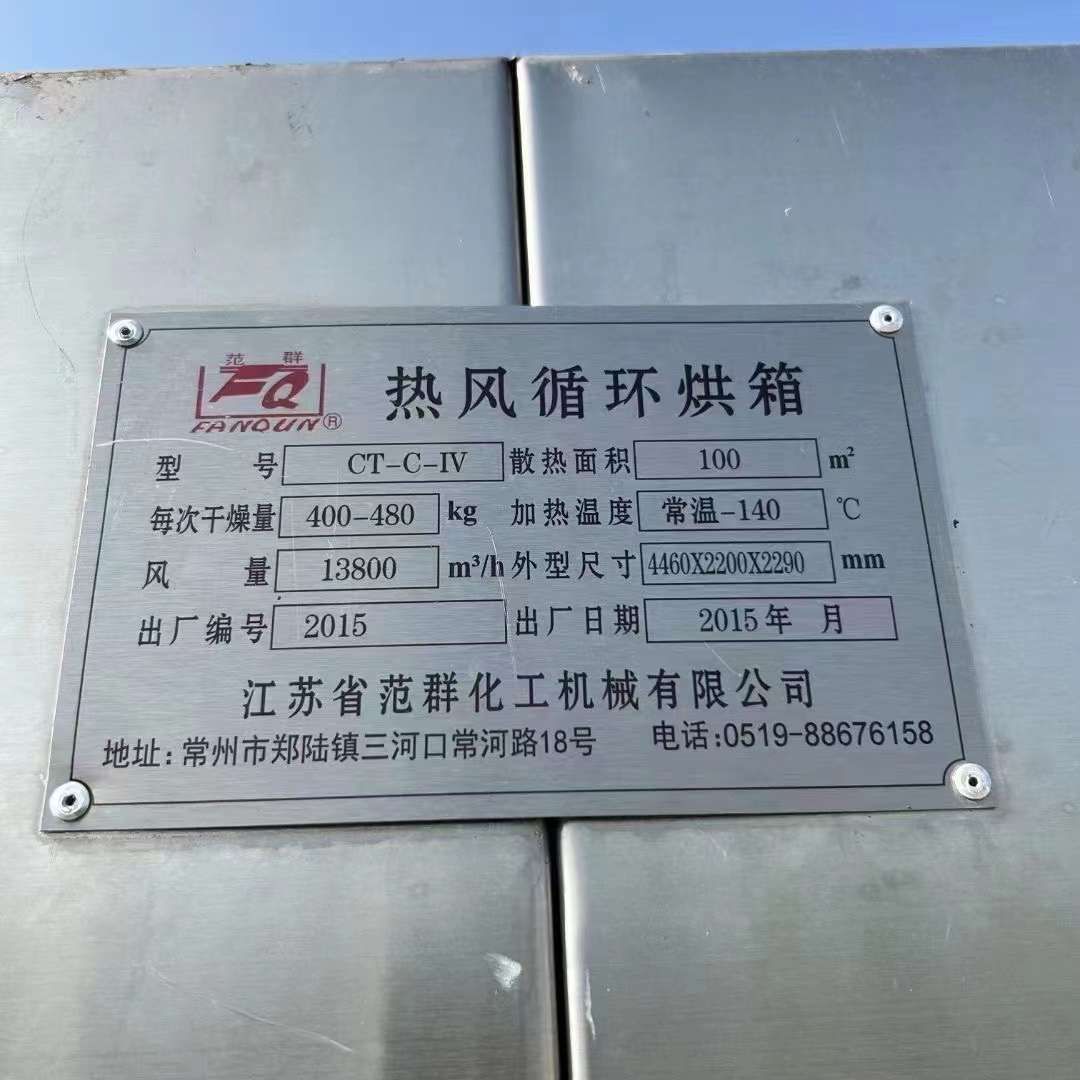 范群
FQ
FANQUN®
热风循环烘箱
型号 CT-C-IV 散热面积 100 m²
每次干燥量 400-480 kg 加热温度 常温-140 ℃
风量 13800 m³/h 外型尺寸 4460X2200X2290 mm
出厂编号 2015 出厂日期 2015年 月
江苏省范群化工机械有限公司
地址:常州市郑陆镇三河口常河路18号 电话:0519-88676158